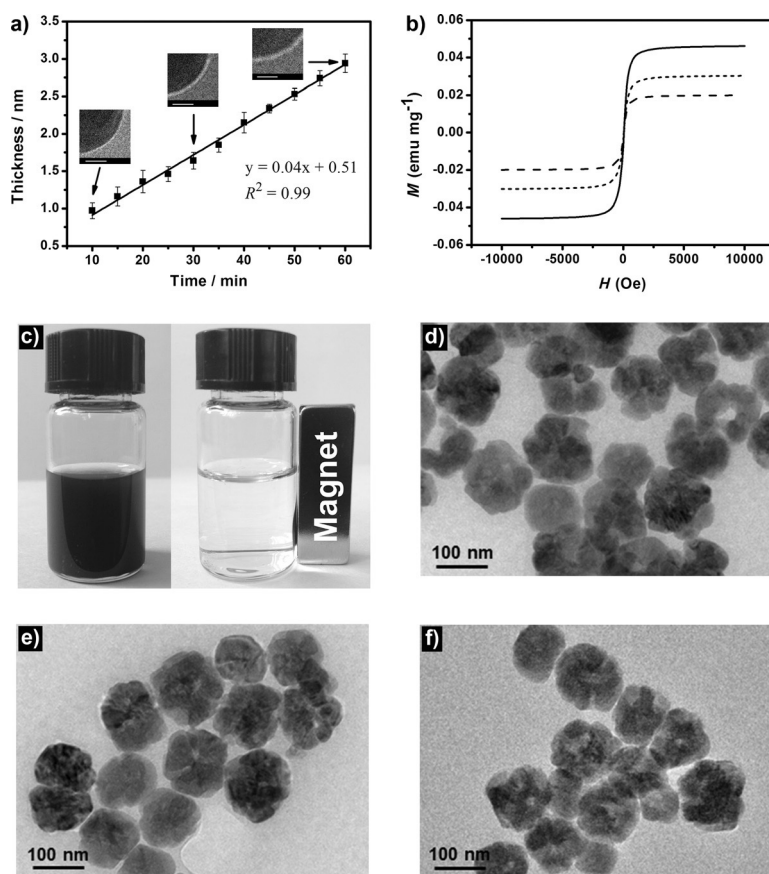 a)
3.5
3.0
2.5
2.0
1.5
1.0
0.5
Thickness / nm
y = 0.04x + 0.51
R² = 0.99
10 20 30 40 50 60
Time / min
b)
0.06
0.04
0.02
0.00
-0.02
-0.04
-0.06
M (emu mg⁻¹)
-10000 -5000 0 5000 10000
H (Oe)
c)
Magnet
d)
100 nm
e)
100 nm
f)
100 nm